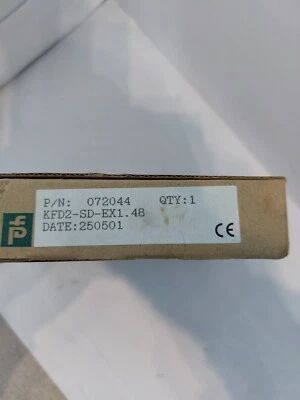 P/N: 072044 QTY:1
KFD2-SD-EX1.48
DATE:250501
CE